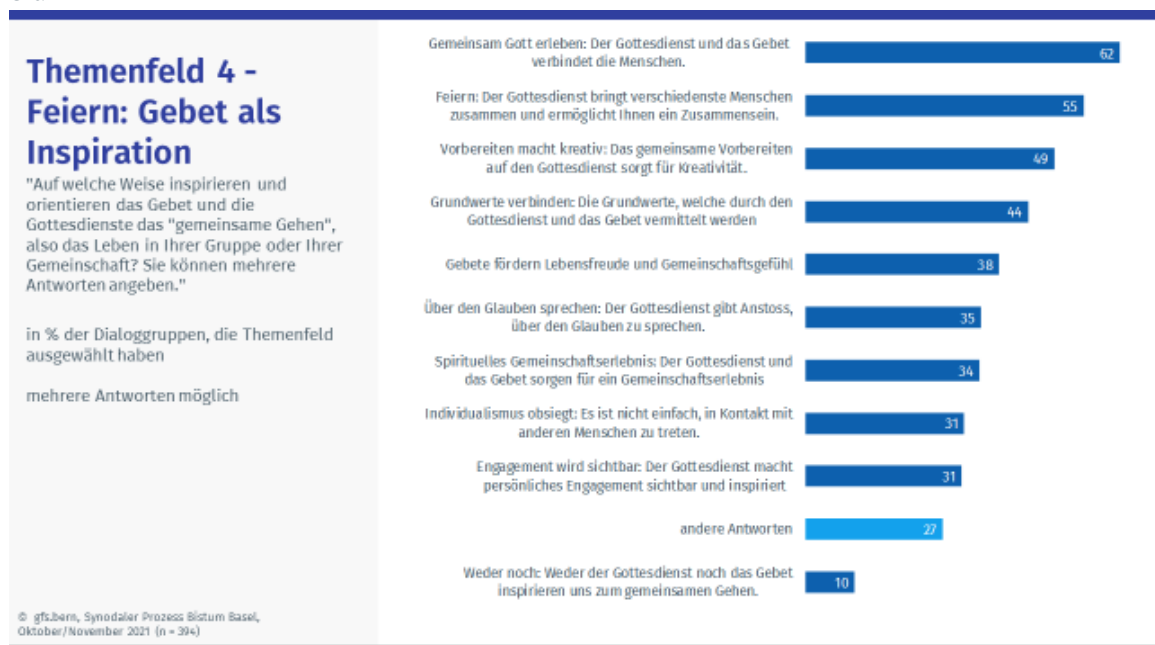 Themenfeld 4 -
Feiern: Gebet als
Inspiration
"Auf welche Weise inspirieren und
orientieren das Gebet und die
Gottesdienste das "gemeinsame Gehen",
also das Leben in Ihrer Gruppe oder Ihrer
Gemeinschaft? Sie können mehrere
Antworten angeben."
in % der Dialoggruppen, die Themenfeld
ausgewählt haben
mehrere Antworten möglich
© gfs.bern, Synodaler Prozess Bistum Basel,
Oktober/November 2021 (n = 394)
Gemeinsam Gott erleben: Der Gottesdienst und das Gebet
verbindet die Menschen.
62
Feiern: Der Gottesdienst bringt verschiedenste Menschen
zusammen und ermöglicht Ihnen ein Zusammensein.
55
Vorbereiten macht kreativ: Das gemeinsame Vorbereiten
auf den Gottesdienst sorgt für Kreativität.
49
Grundwerte verbinden: Die Grundwerte, welche durch den
Gottesdienst und das Gebet vermittelt werden
44
Gebete fördern Lebensfreude und Gemeinschaftsgefühl
38
Über den Glauben sprechen: Der Gottesdienst gibt Anstoss,
über den Glauben zu sprechen.
35
Spirituelles Gemeinschaftserlebnis: Der Gottesdienst und
das Gebet sorgen für ein Gemeinschaftserlebnis
34
Individualismus obsiegt: Es ist nicht einfach, in Kontakt mit
anderen Menschen zu treten.
31
Engagement wird sichtbar: Der Gottesdienst macht
persönliches Engagement sichtbar und inspiriert
31
andere Antworten
27
Weder noch: Weder der Gottesdienst noch das Gebet
inspirieren uns zum gemeinsamen Gehen.
10